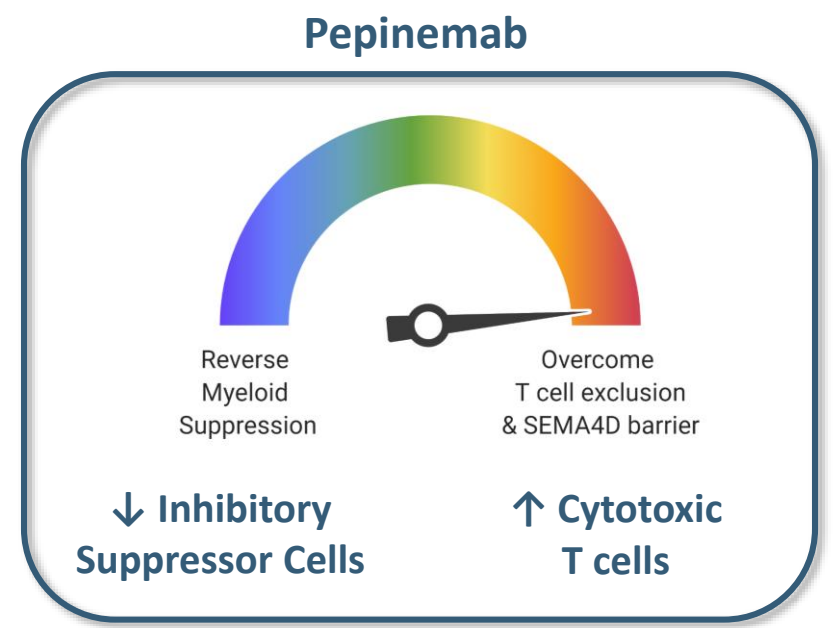 Pepinemab
Reverse
Myeloid
Suppression
Overcome
T cell exclusion
& SEMA4D barrier
↓ Inhibitory
Suppressor Cells
↑ Cytotoxic
T cells